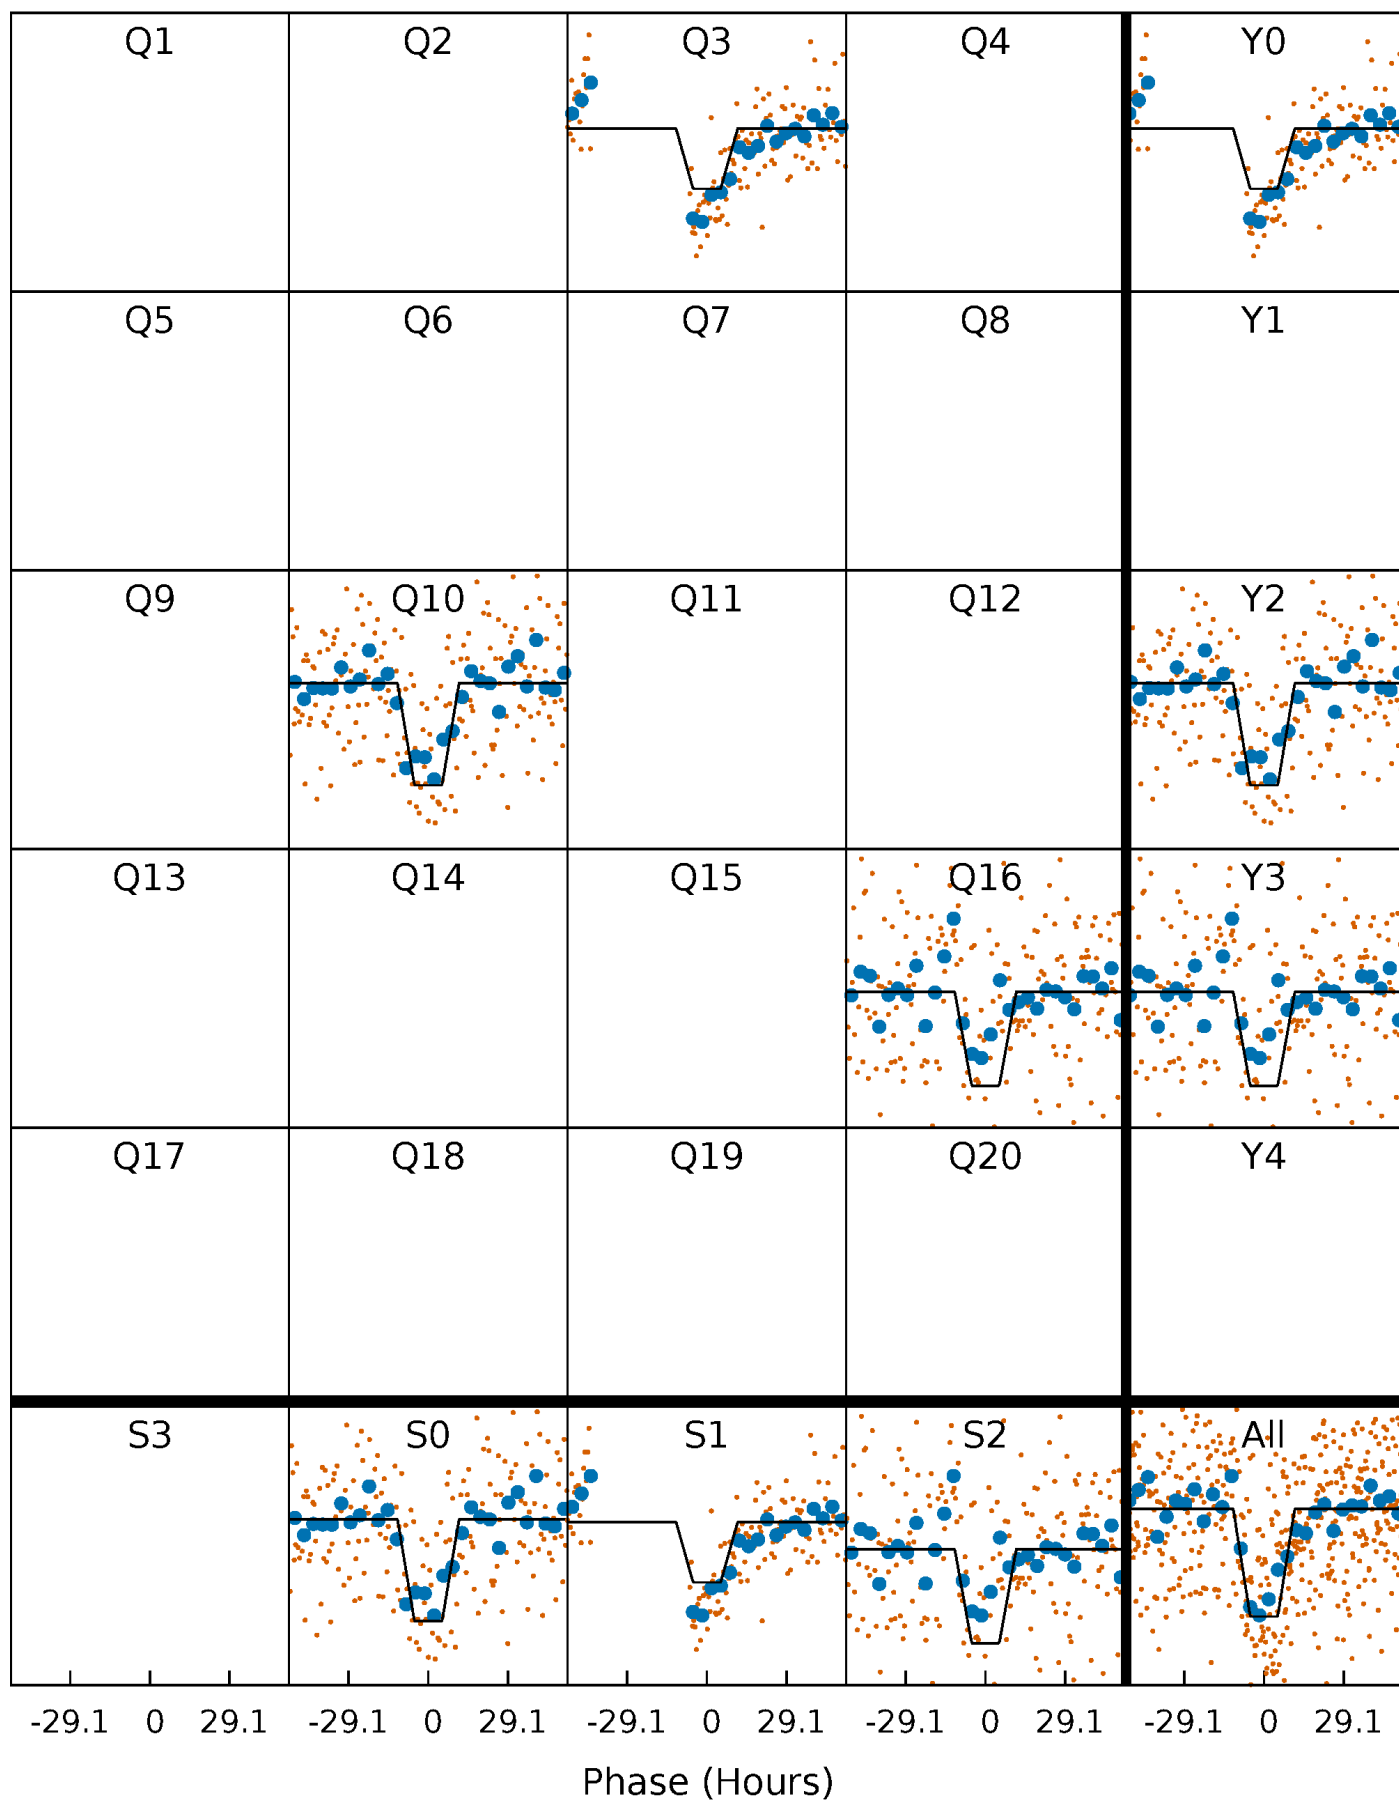 Q1 Q2 Q3 Q4 Y0
Q5 Q6 Q7 Q8 Y1
Q9 Q10 Q11 Q12 Y2
Q13 Q14 Q15 Q16 Y3
Q17 Q18 Q19 Q20 Y4
S3 S0 S1 S2 All
-29.1 0 29.1 -29.1 0 29.1 -29.1 0 29.1 -29.1 0 29.1 -29.1 0 29.1
Phase (Hours)